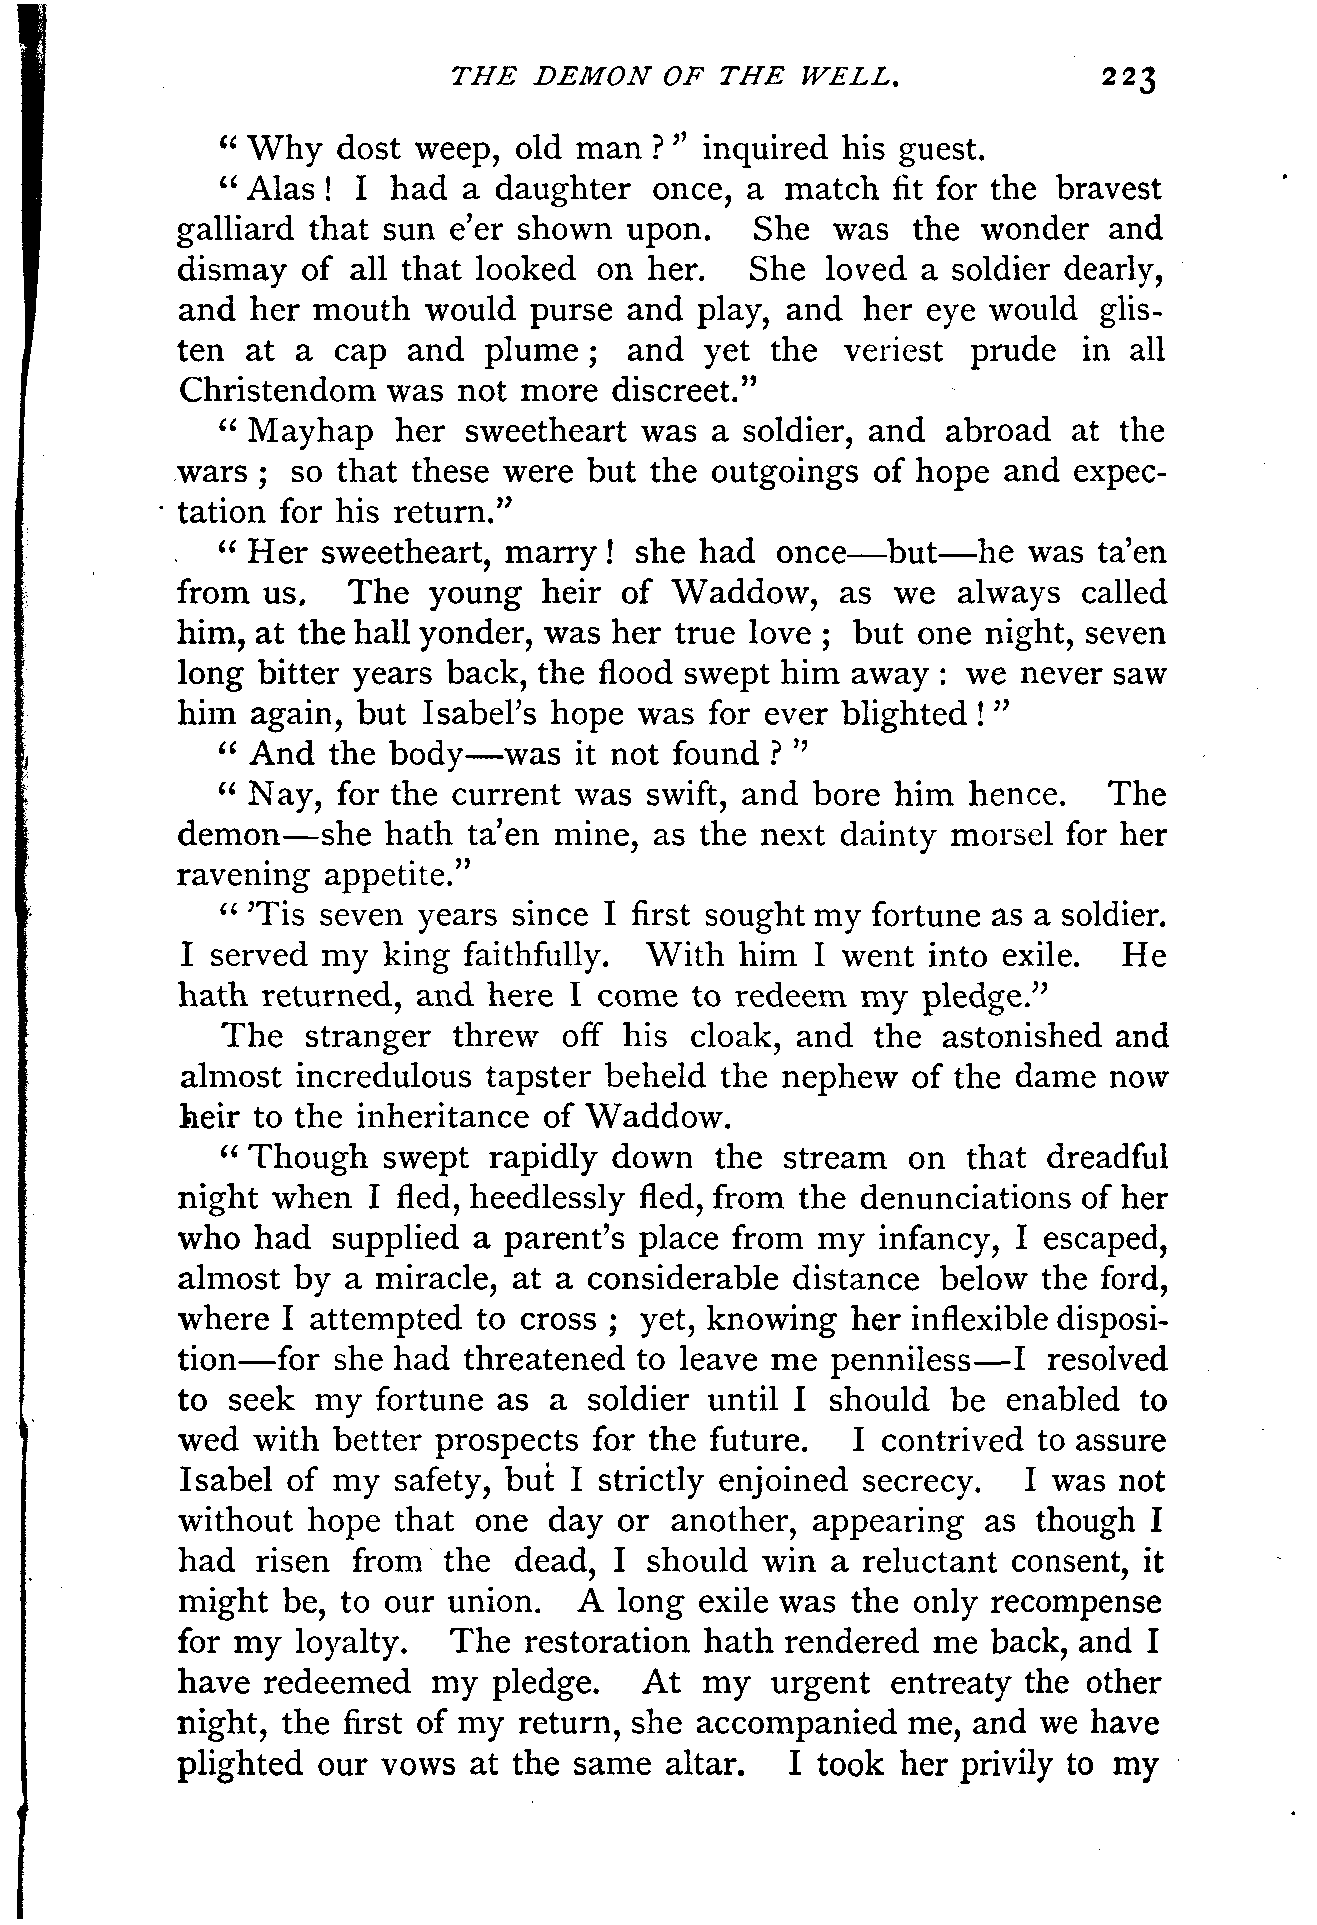 THE DEMON OF THE WELL. 223
“ Why dost weep, old man ? ” inquired his guest.
“ Alas ! I had a daughter once, a match fit for the bravest
galliard that sun e’er shown upon. She was the wonder and
dismay of all that looked on her. She loved a soldier dearly,
and her mouth would purse and play, and her eye would glis-
ten at a cap and plume ; and yet the veriest prude in all
Christendom was not more discreet.”
“ Mayhap her sweetheart was a soldier, and abroad at the
wars ; so that these were but the outgoings of hope and expec-
tation for his return.”
“ Her sweetheart, marry ! she had once—but—he was ta’en
from us. The young heir of Waddow, as we always called
him, at the hall yonder, was her true love ; but one night, seven
long bitter years back, the flood swept him away : we never saw
him again, but Isabel’s hope was for ever blighted ! ”
“ And the body—was it not found ? ”
“ Nay, for the current was swift, and bore him hence. The
demon—she hath ta’en mine, as the next dainty morsel for her
ravening appetite.”
“ ’Tis seven years since I first sought my fortune as a soldier.
I served my king faithfully. With him I went into exile. He
hath returned, and here I come to redeem my pledge.”
The stranger threw off his cloak, and the astonished and
almost incredulous tapster beheld the nephew of the dame now
heir to the inheritance of Waddow.
“ Though swept rapidly down the stream on that dreadful
night when I fled, heedlessly fled, from the denunciations of her
who had supplied a parent’s place from my infancy, I escaped,
almost by a miracle, at a considerable distance below the ford,
where I attempted to cross ; yet, knowing her inflexible disposi-
tion—for she had threatened to leave me penniless—I resolved
to seek my fortune as a soldier until I should be enabled to
wed with better prospects for the future. I contrived to assure
Isabel of my safety, but I strictly enjoined secrecy. I was not
without hope that one day or another, appearing as though I
had risen from the dead, I should win a reluctant consent, it
might be, to our union. A long exile was the only recompense
for my loyalty. The restoration hath rendered me back, and I
have redeemed my pledge. At my urgent entreaty the other
night, the first of my return, she accompanied me, and we have
plighted our vows at the same altar. I took her privily to my